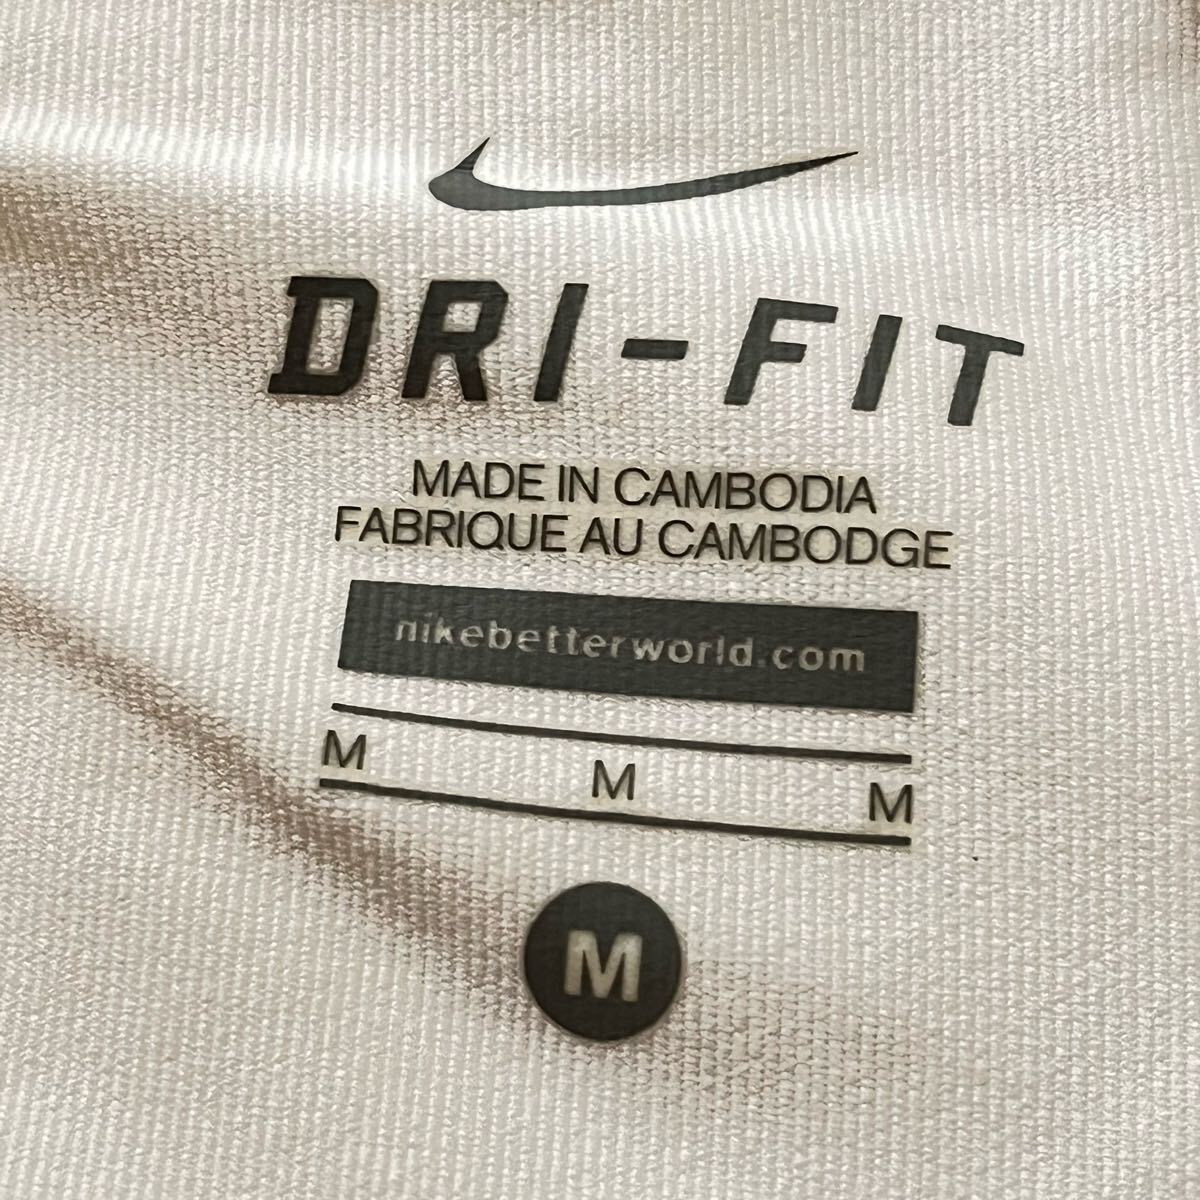 DRI-FIT
MADE IN CAMBODIA
FABRIQUE AU CAMBODGE
nikebetterworld.com
M M M
M